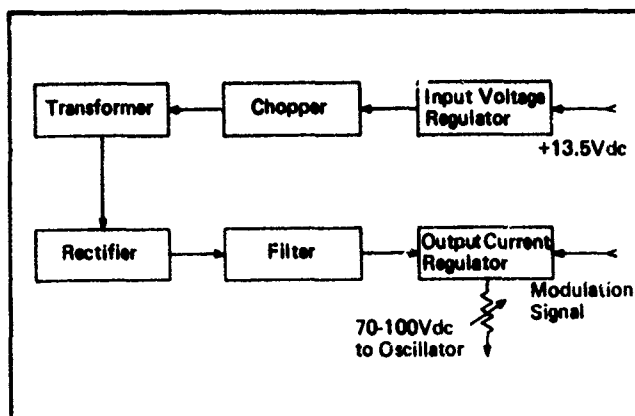 Transformer
Chopper
Input Voltage
Regulator
+13.5Vdc
Rectifier
Filter
Output Current
Regulator
Modulation
Signal
70-100Vdc
to Oscillator